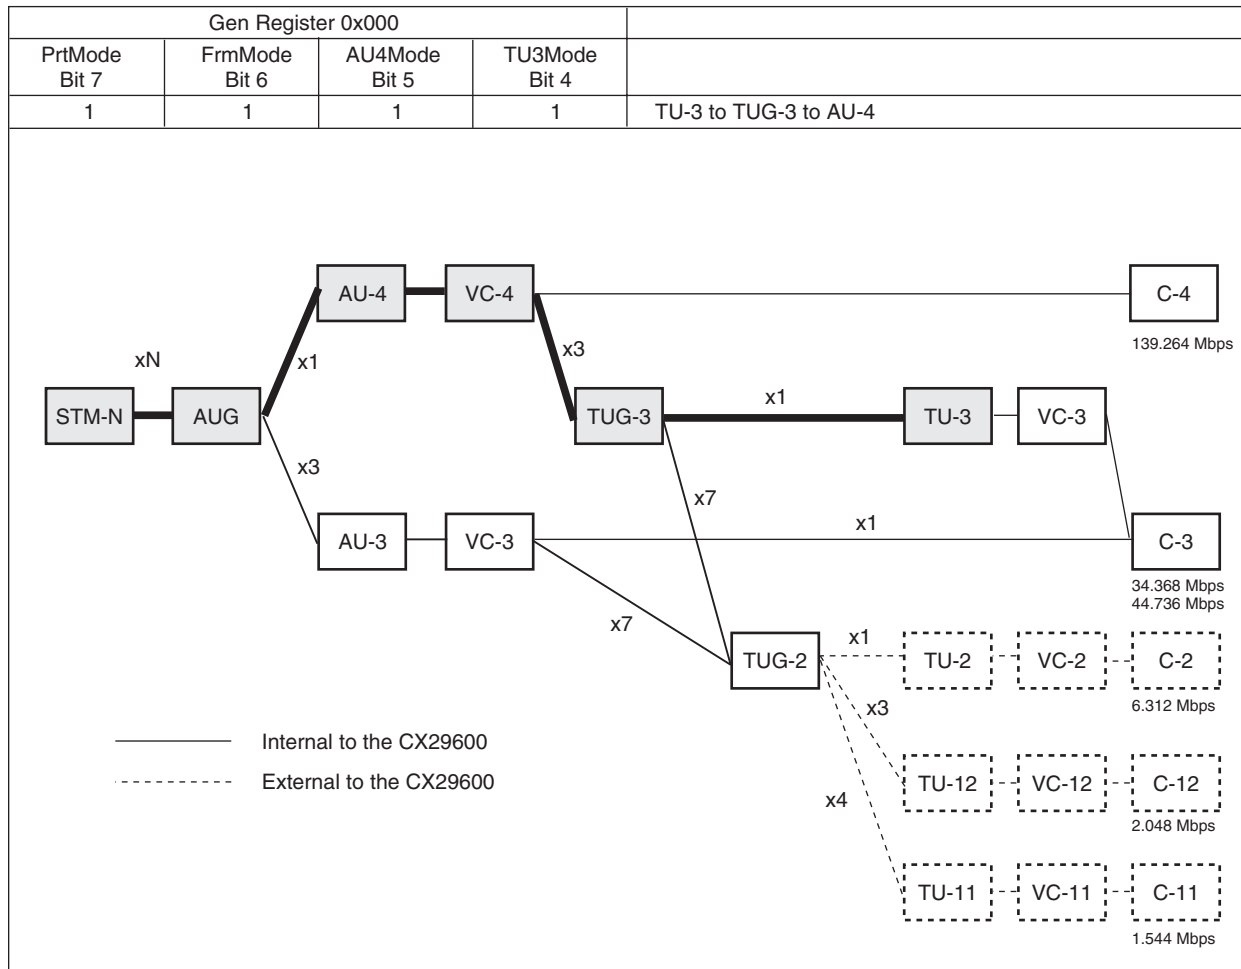 Gen Register 0x000
PrtMode
Bit 7
FrmMode
Bit 6
AU4Mode
Bit 5
TU3Mode
Bit 4
1
1
1
1
TU-3 to TUG-3 to AU-4
AU-4
VC-4
C-4
139.264 Mbps
xN
x1
x3
STM-N
AUG
TUG-3
x1
TU-3
VC-3
x3
x7
AU-3
VC-3
x1
C-3
34.368 Mbps
44.736 Mbps
x7
TUG-2
x1
TU-2
VC-2
C-2
6.312 Mbps
x3
Internal to the CX29600
External to the CX29600
TU-12
VC-12
C-12
2.048 Mbps
x4
TU-11
VC-11
C-11
1.544 Mbps